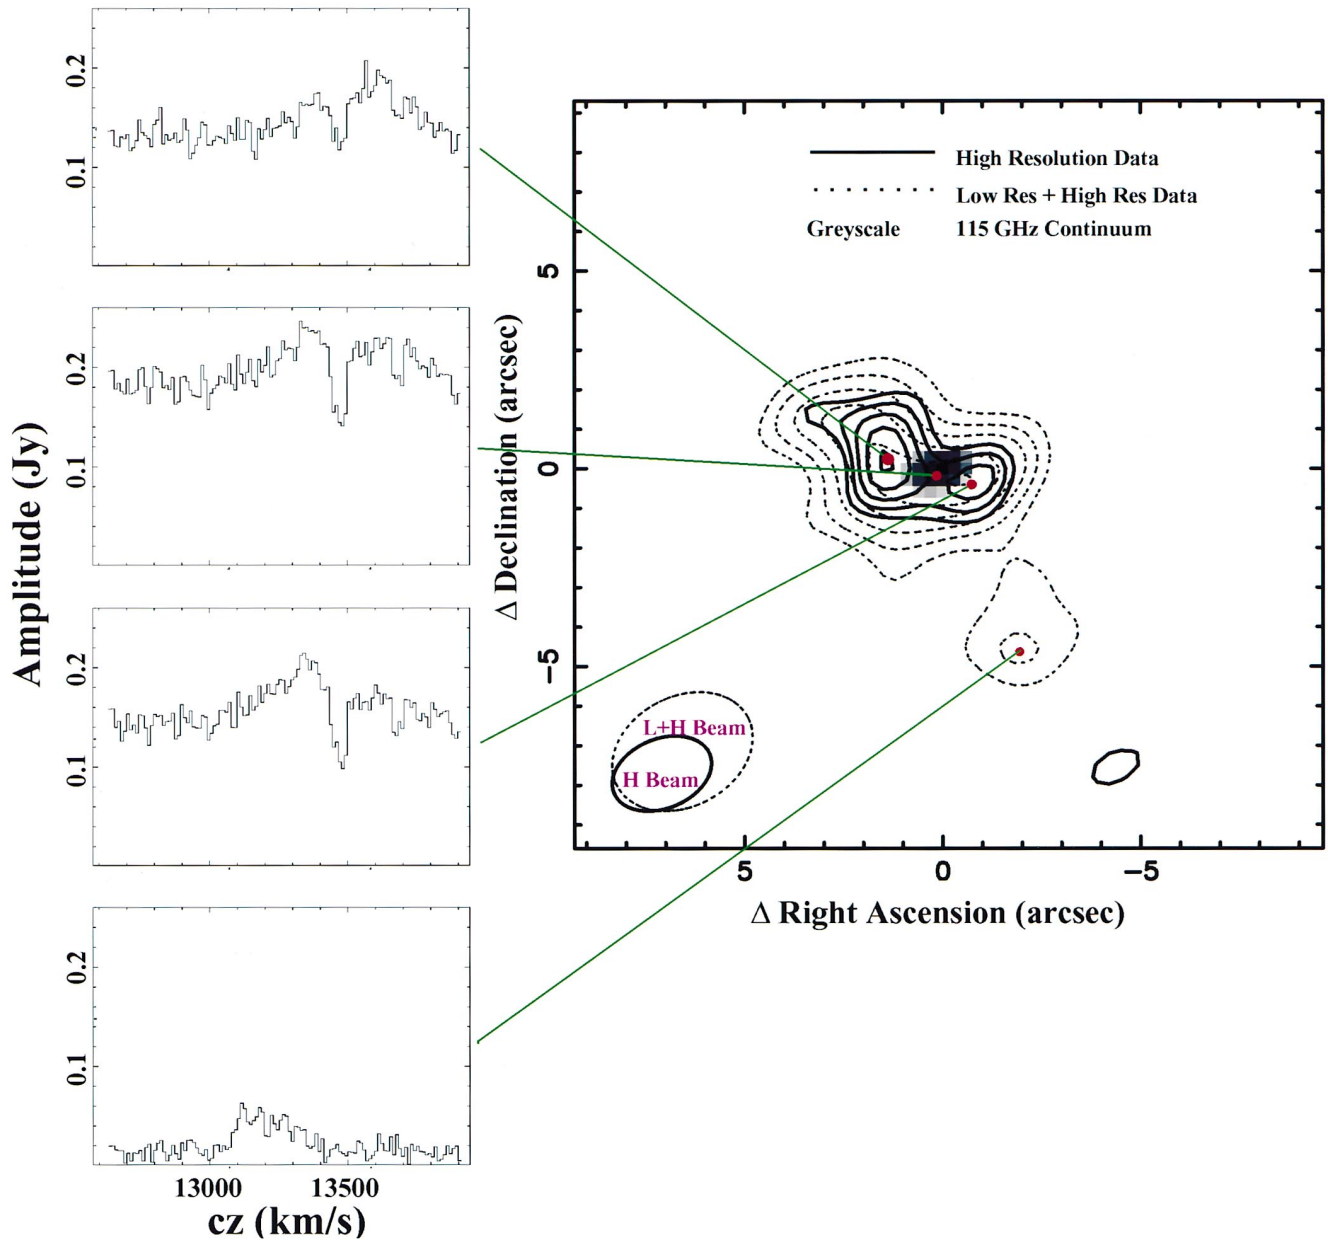 Amplitude (Jy)
0.2
0.1
0.2
0.1
0.2
0.1
0.2
0.1
13000 13500
cz (km/s)
High Resolution Data
Low Res + High Res Data
Greyscale 115 GHz Continuum
Δ Declination (arcsec)
5
0
−5
L+H Beam
H Beam
5 0 −5
Δ Right Ascension (arcsec)